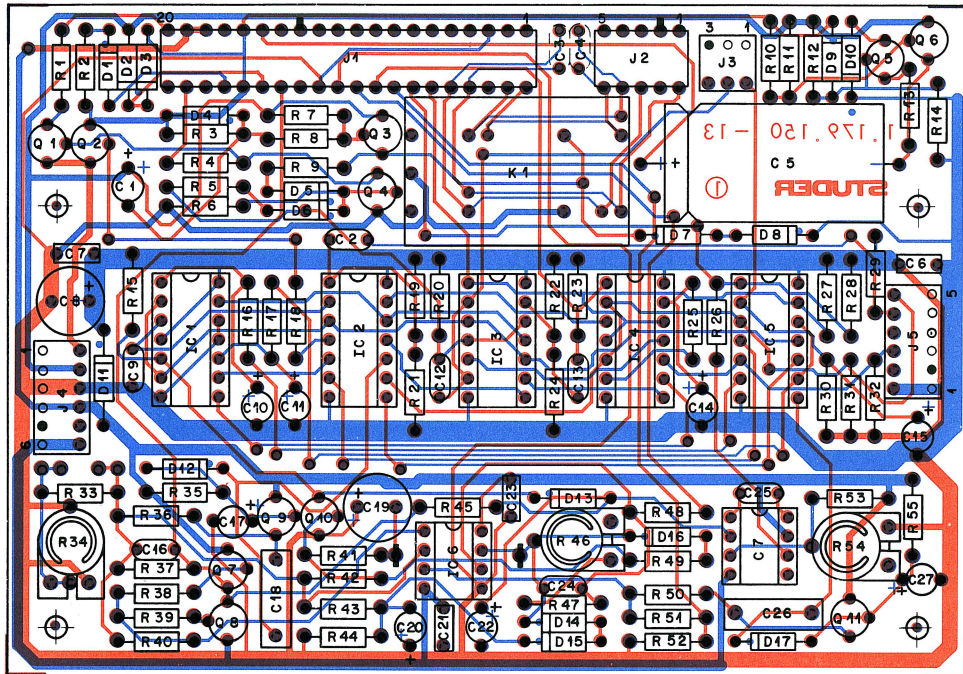 20 1 5 1 3 1
J1 C3 C4 J2 J3
R1 R2 D1 D2 D3
R10 R11 R12 D9 D10 Q5 Q6
D4 R3 R7 R8 Q3
R13 R14
Q1 Q2
1.179.150 – 13
R4 R9 K1 C5
C1 R5 D5 Q4
R6 D6
1 STUDER
C7 C2 D7 D8 R29 C6
C8 R15 IC1 R16 R17 R18 IC2 R19 R20 IC3 R22 R23 IC4 R25 R26 IC5 R27 R28 J5 5
1 J4 6 D11 C9 C10 C11 R21 C12 R24 C13 C14 R30 R31 R32 1
C15
D12
R33 R35 R36 C17 Q9 Q10 C19 R45 C23 D13 R48 C25 R53 R55
R34 C16 R41 IC6 R46 D16 R49 C7 R54
R37 Q7 R42 C24 C27
R38 C18 R43 R47 R50
R39 Q8 C20 C21 C22 D14 R51 C26 Q11
R40 R44 D15 R52 D17